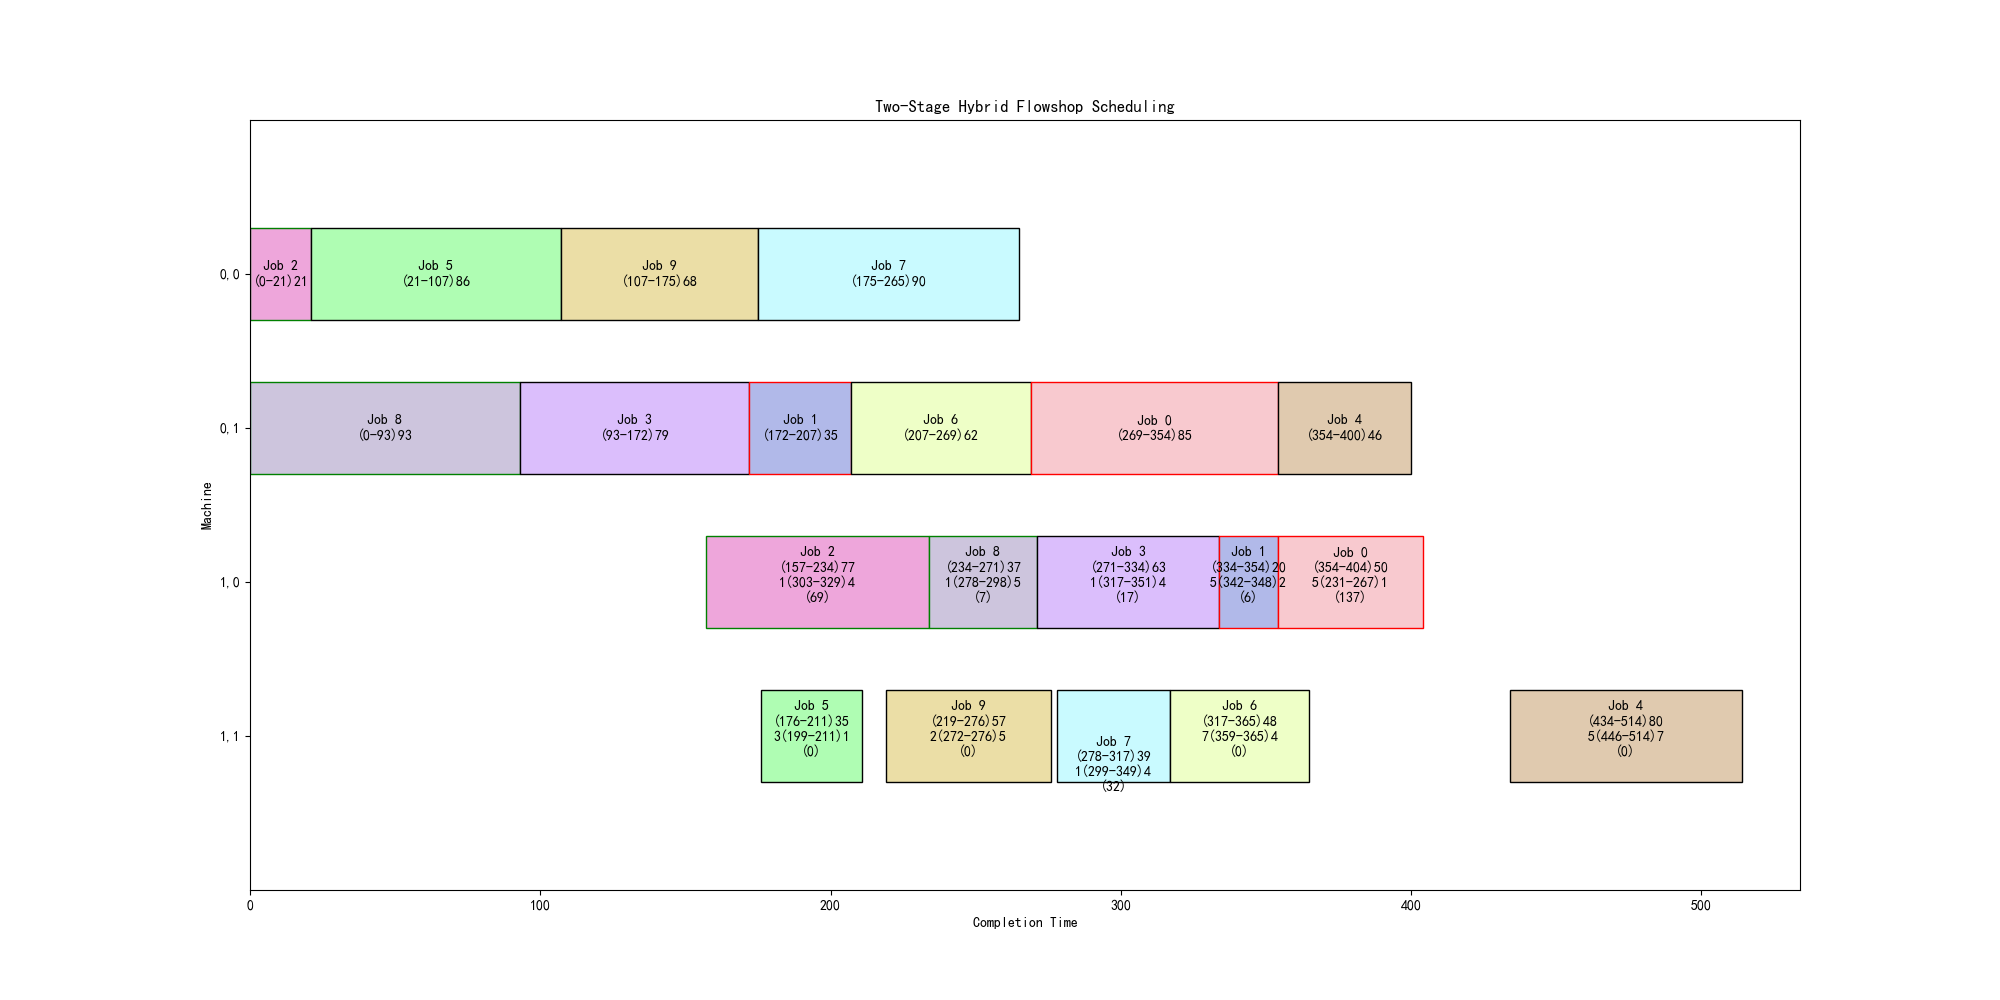 Two-Stage Hybrid Flowshop Scheduling
Machine
0,0
Job 2
(0-21)21
Job 5
(21-107)86
Job 9
(107-175)68
Job 7
(175-265)90
0,1
Job 8
(0-93)93
Job 3
(93-172)79
Job 1
(172-207)35
Job 6
(207-269)62
Job 0
(269-354)85
Job 4
(354-400)46
1,0
Job 2
(157-234)77
1(303-329)4
(69)
Job 8
(234-271)37
1(278-298)5
(7)
Job 3
(271-334)63
1(317-351)4
(17)
Job 1
(334-354)20
5(342-348)2
(6)
Job 0
(354-404)50
5(231-267)1
(137)
1,1
Job 5
(176-211)35
3(199-211)1
(0)
Job 9
(219-276)57
2(272-276)5
(0)
Job 7
(278-317)39
1(299-349)4
(32)
Job 6
(317-365)48
7(359-365)4
(0)
Job 4
(434-514)80
5(446-514)7
(0)
0
100
200
300
400
500
Completion Time